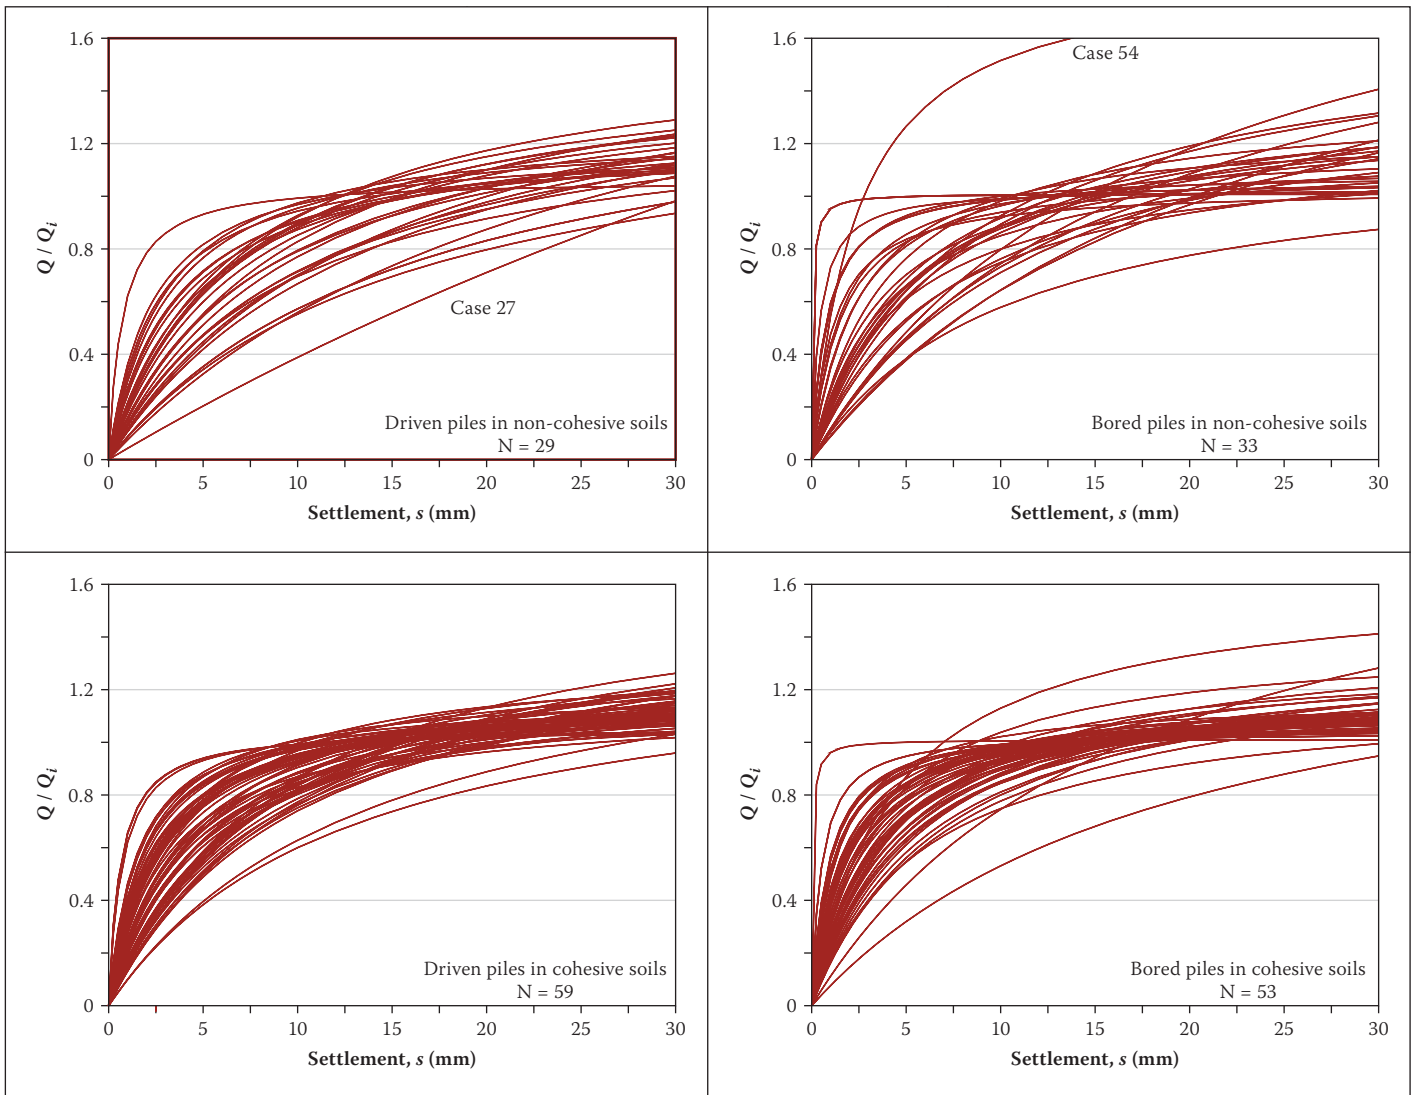 1.6
1.2
0.8
0.4
0
Q / Qi
Case 27
Driven piles in non-cohesive soils
N = 29
0 5 10 15 20 25 30
Settlement, s (mm)
1.6
1.2
0.8
0.4
0
Q / Qi
Case 54
Bored piles in non-cohesive soils
N = 33
0 5 10 15 20 25 30
Settlement, s (mm)
1.6
1.2
0.8
0.4
0
Q / Qi
Driven piles in cohesive soils
N = 59
0 5 10 15 20 25 30
Settlement, s (mm)
1.6
1.2
0.8
0.4
0
Q / Qi
Bored piles in cohesive soils
N = 53
0 5 10 15 20 25 30
Settlement, s (mm)